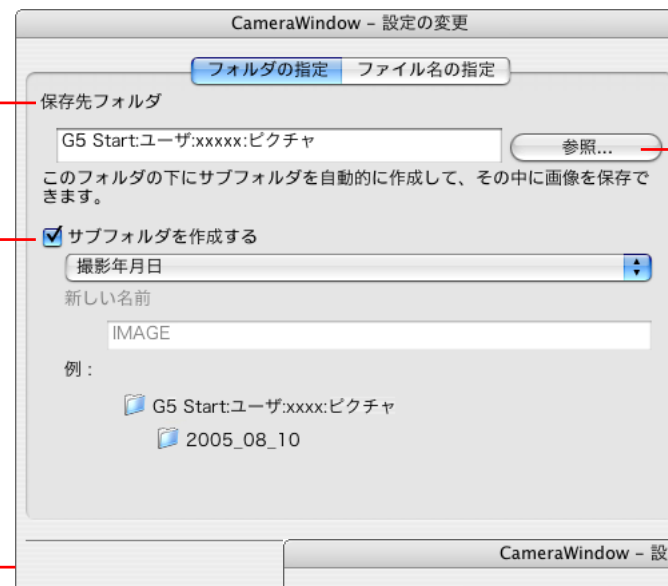 CameraWindow – 設定の変更
フォルダの指定 ファイル名の指定
保存先フォルダ
G5 Start:ユーザ:xxxxx:ピクチャ
参照...
このフォルダの下にサブフォルダを自動的に作成して、その中に画像を保存で
きます。
サブフォルダを作成する
撮影年月日
新しい名前
IMAGE
例：
G5 Start:ユーザ:xxxx:ピクチャ
2005_08_10
CameraWindow – 設